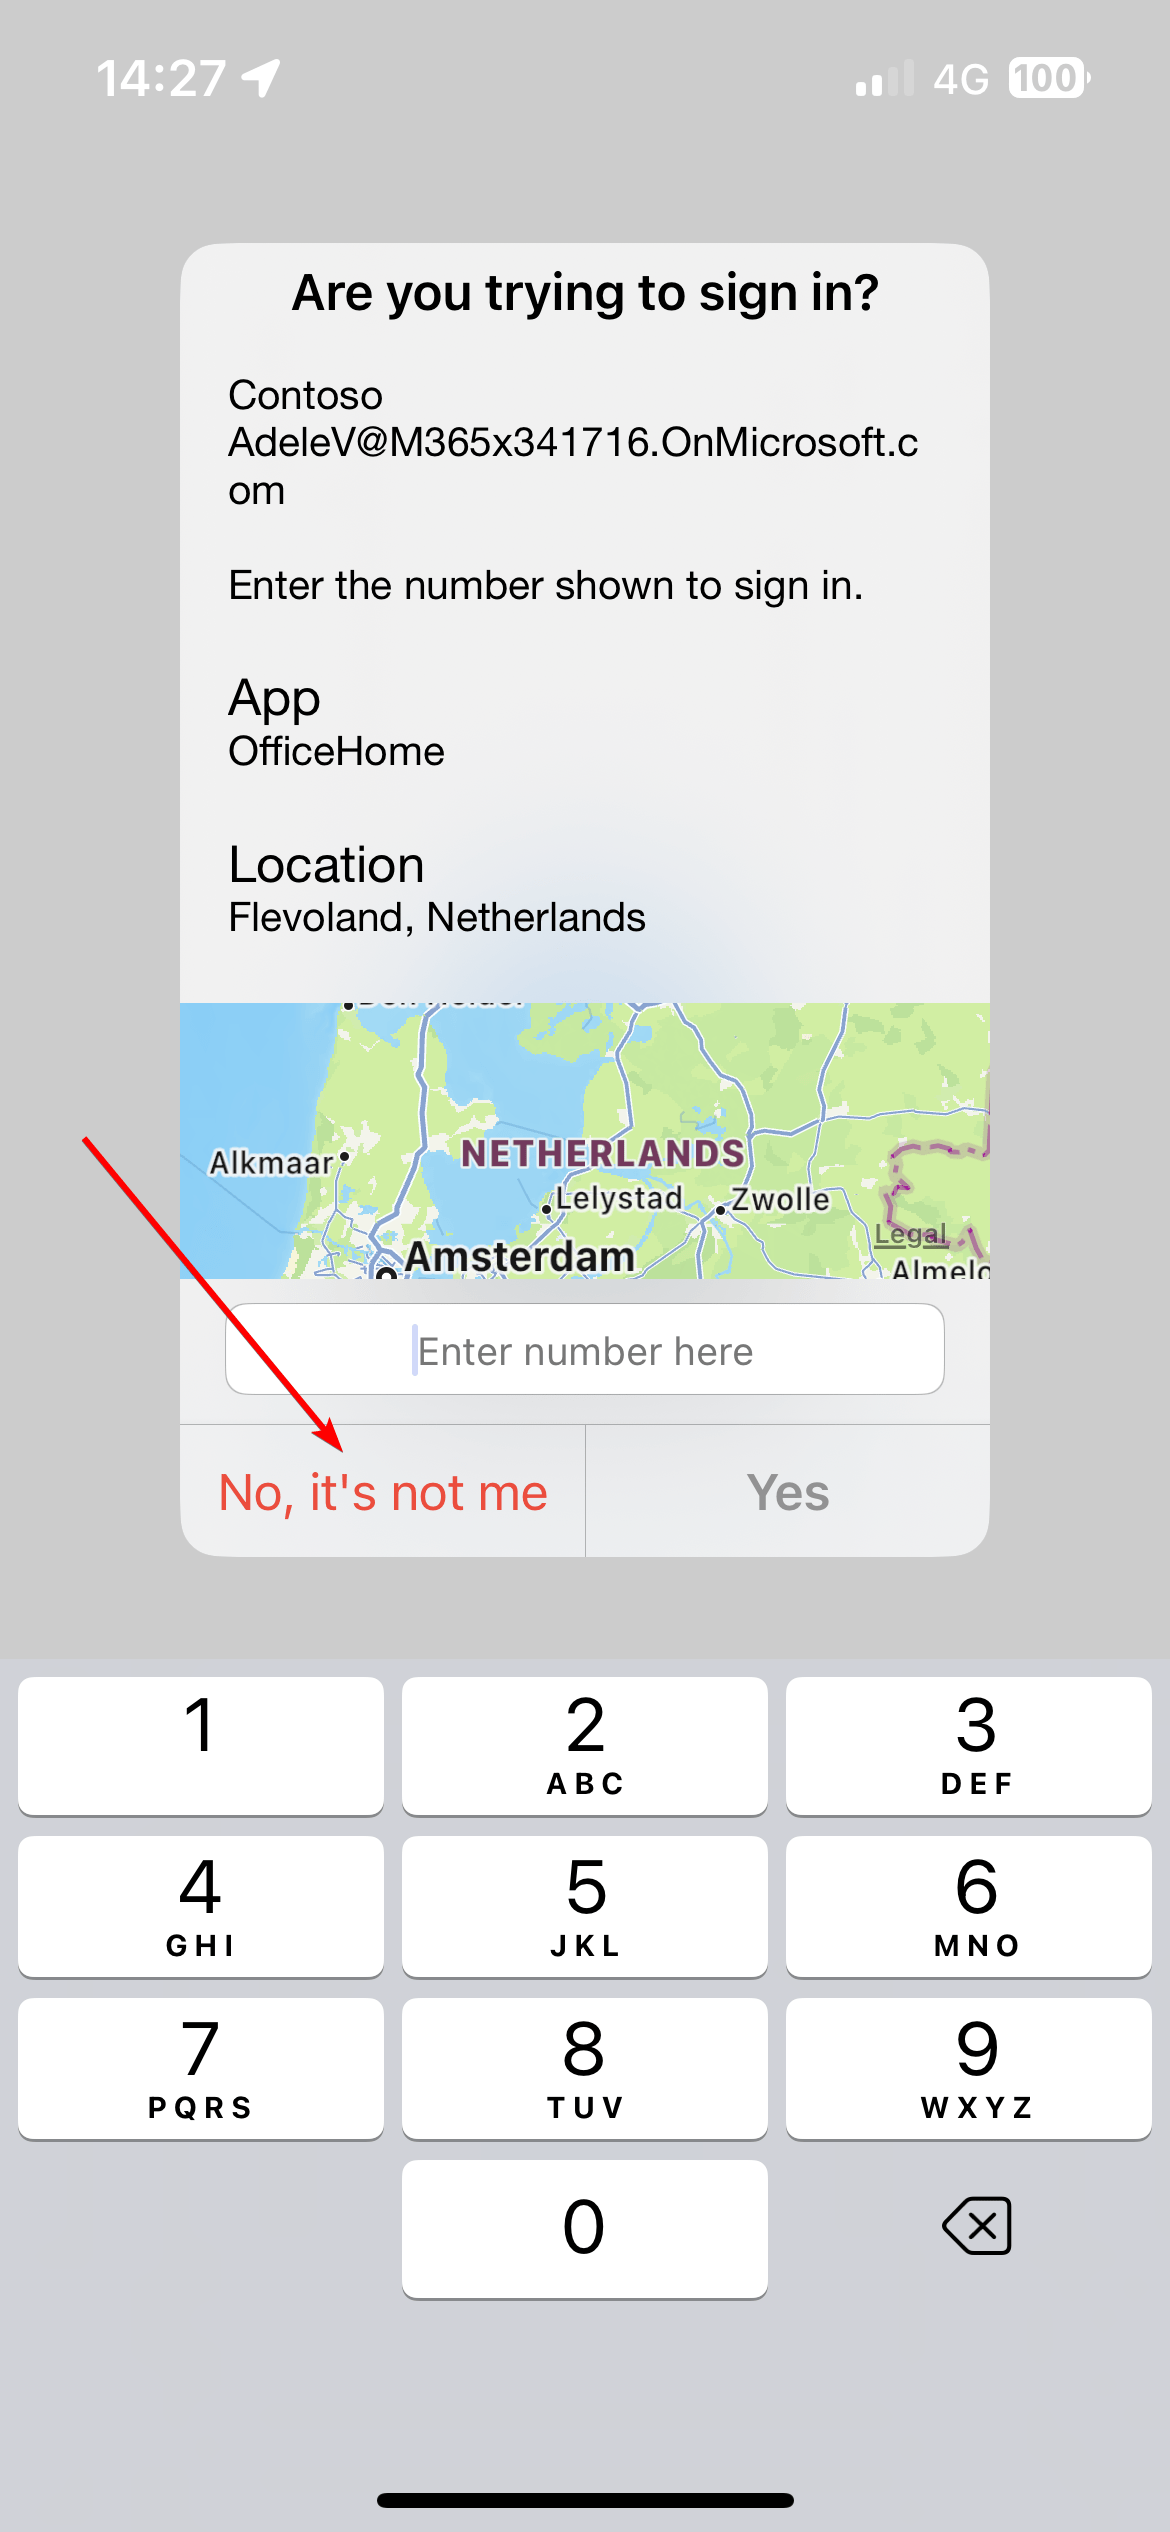 14:27
4G
100
Are you trying to sign in?
Contoso
AdeleV@M365x341716.OnMicrosoft.c
om
Enter the number shown to sign in.
App
OfficeHome
Location
Flevoland, Netherlands
Den Helder
Alkmaar
NETHERLANDS
Lelystad
Zwolle
Legal
Amsterdam
Almelo
Enter number here
No, it's not me
Yes
1
2
3
ABC
DEF
4
5
6
GHI
JKL
MNO
7
8
9
PQRS
TUV
WXYZ
0